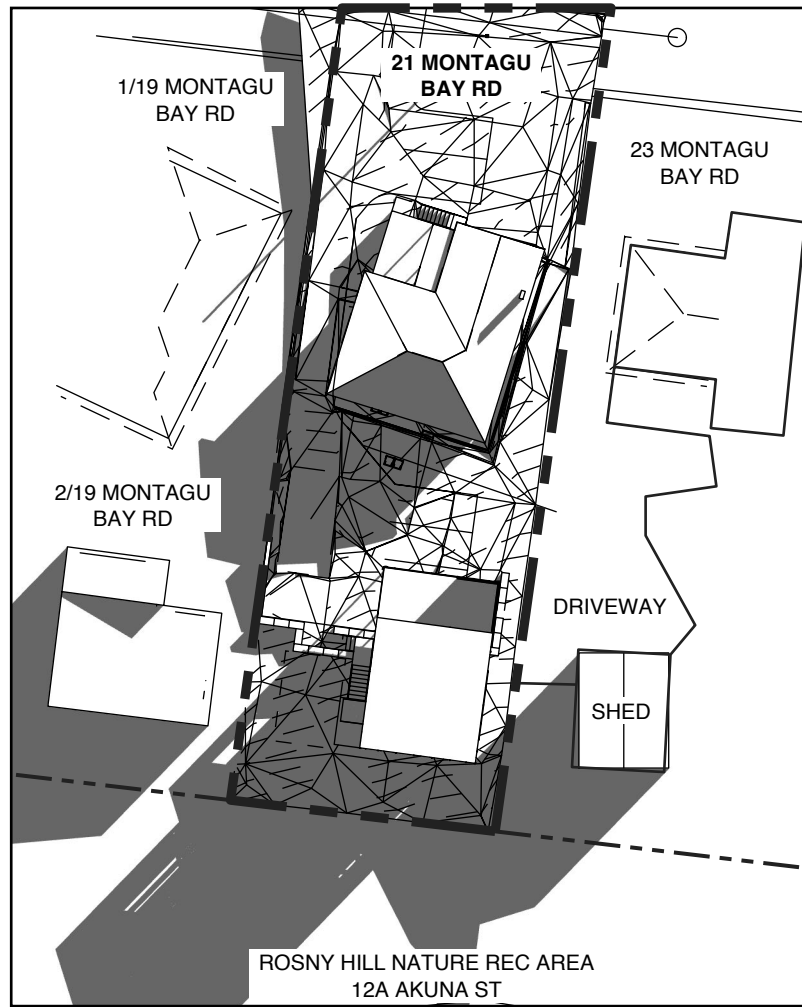 21 MONTAGU
BAY RD
1/19 MONTAGU
BAY RD
23 MONTAGU
BAY RD
2/19 MONTAGU
BAY RD
DRIVEWAY
SHED
ROSNY HILL NATURE REC AREA
12A AKUNA ST